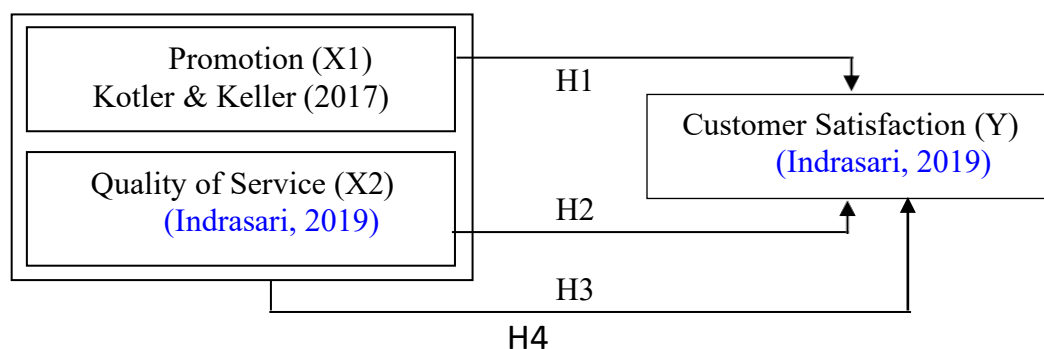 Promotion (X1)
Kotler & Keller (2017)
H1
Customer Satisfaction (Y)
(Indrasari, 2019)
Quality of Service (X2)
(Indrasari, 2019)
H2
H3
H4